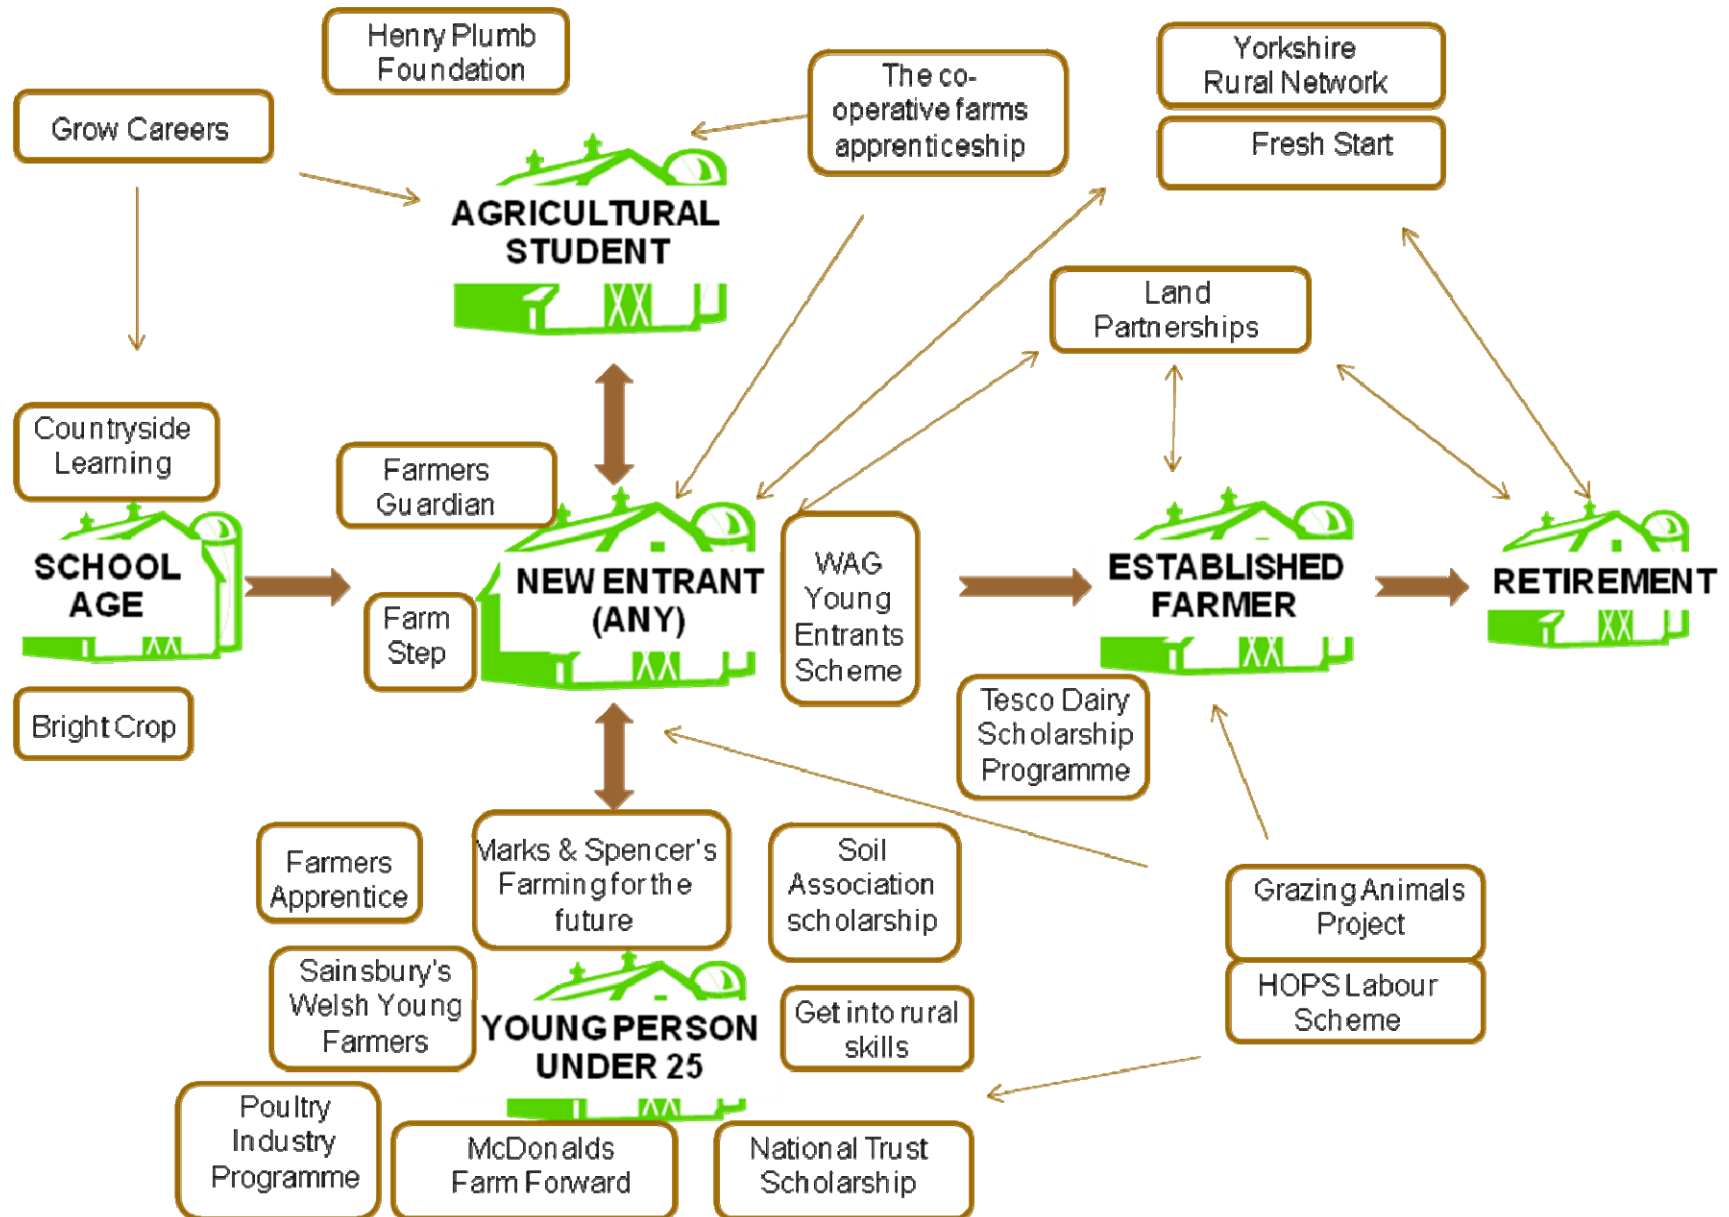 Henry Plumb
Foundation
Grow Careers
The co-
operative farms
apprenticeship
Yorkshire
Rural Network
Fresh Start
AGRICULTURAL
STUDENT
Land
Partnerships
Countryside
Learning
Farmers
Guardian
SCHOOL
AGE
Farm
Step
NEW ENTRANT
(ANY)
WAG
Young
Entrants
Scheme
ESTABLISHED
FARMER
RETIREMENT
Bright Crop
Tesco Dairy
Scholarship
Programme
Farmers
Apprentice
Marks & Spencer's
Farming for the
future
Soil
Association
scholarship
Grazing Animals
Project
HOPS Labour
Scheme
Sainsbury's
Welsh Young
Farmers
YOUNG PERSON
UNDER 25
Get into rural
skills
Poultry
Industry
Programme
McDonalds
Farm Forward
National Trust
Scholarship